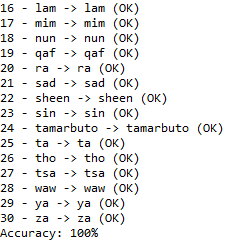 16 - lam -> lam (OK)
17 - mim -> mim (OK)
18 - nun -> nun (OK)
19 - qaf -> qaf (OK)
20 - ra -> ra (OK)
21 - sad -> sad (OK)
22 - sheen -> sheen (OK)
23 - sin -> sin (OK)
24 - tamarbuto -> tamarbuto (OK)
25 - ta -> ta (OK)
26 - tho -> tho (OK)
27 - tsa -> tsa (OK)
28 - waw -> waw (OK)
29 - ya -> ya (OK)
30 - za -> za (OK)
Accuracy: 100%